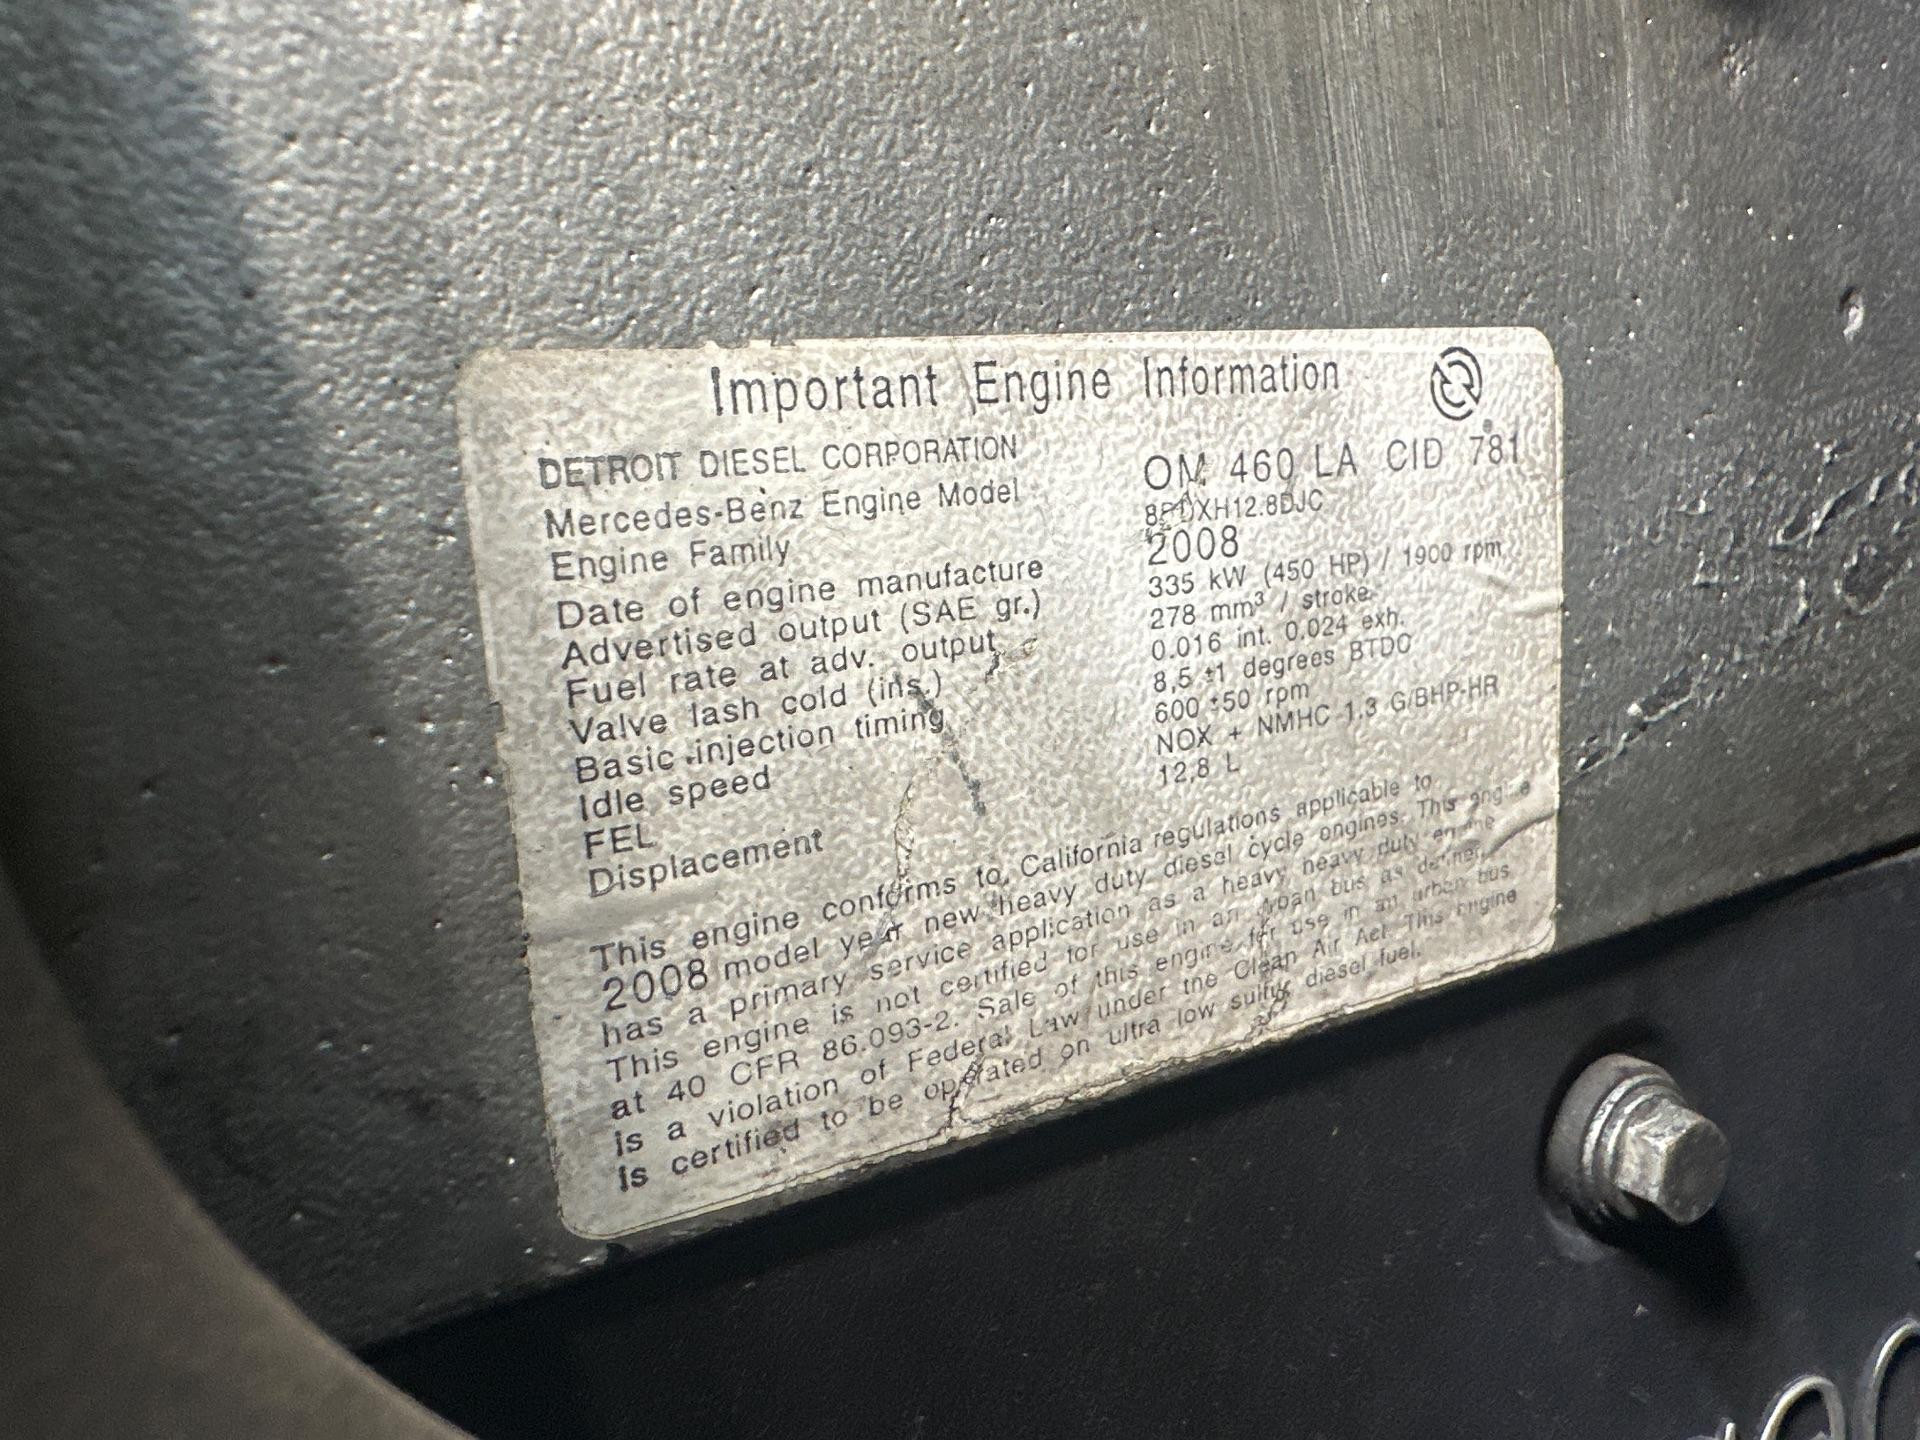 Important Engine Information
DETROIT DIESEL CORPORATION
Mercedes-Benz Engine Model OM 460 LA CID 781
Engine Family 8DDXH12.8DJC
Date of engine manufacture 2008
Advertised output (SAE gr.) 335 kW (450 HP) / 1900 rpm
Fuel rate at adv. output 278 mm³ / stroke
Valve lash cold (ins.) 0.016 int. 0.024 exh.
Basic injection timing 8,5 ±1 degrees BTDC
Idle speed 600 ±50 rpm
FEL NOX + NMHC 1.3 G/BHP-HR
Displacement 12,8 L
This engine conforms to California regulations applicable to
2008 model year new heavy duty diesel cycle engines. This engine
has a primary service application as a heavy heavy duty engine
This engine is not certified for use in an urban bus as defined
at 40 CFR 86.093-2. Sale of this engine for use in an urban bus
is a violation of Federal Law under the Clean Air Act. This engine
is certified to be operated on ultra low sulfur diesel fuel.